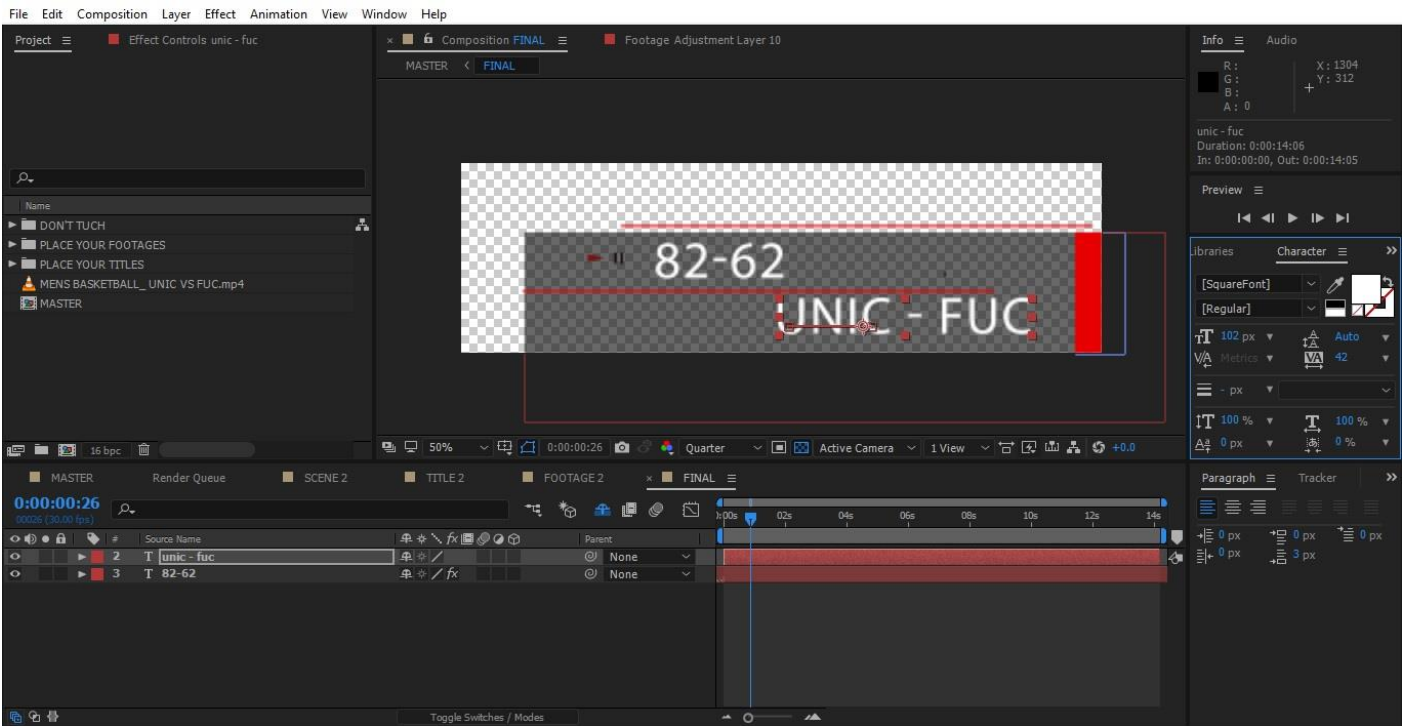 File Edit Composition Layer Effect Animation View Window Help
Project Effect Controls unic - fuc
Composition FINAL Footage Adjustment Layer 10
MASTER FINAL
Info Audio
R: X: 1304
G: Y: 312
B:
A: 0
unic - fuc
Duration: 0:00:14:06
In: 0:00:00:00, Out: 0:00:14:05
Preview
Name
DON'T TUCH
PLACE YOUR FOOTAGES
PLACE YOUR TITLES
MENS BASKETBALL_ UNIC VS FUC.mp4
MASTER
82-62
UNIC - FUC
Character
[SquareFont]
[Regular]
102 px Auto
Metrics 42
- px
100 % 100 %
0 px 0 %
16 bpc
50% 0:00:00:26 Quarter Active Camera 1 View +0.0
MASTER Render Queue SCENE 2 TITLE 2 FOOTAGE 2 FINAL
0:00:00:26
00026 (30.00 fps)
02s 04s 06s 08s 10s 12s 14s
# Source Name Parent
2 T unic - fuc None
3 T 82-62 None
Paragraph Tracker
0 px 0 px 0 px
0 px 3 px
Toggle Switches / Modes